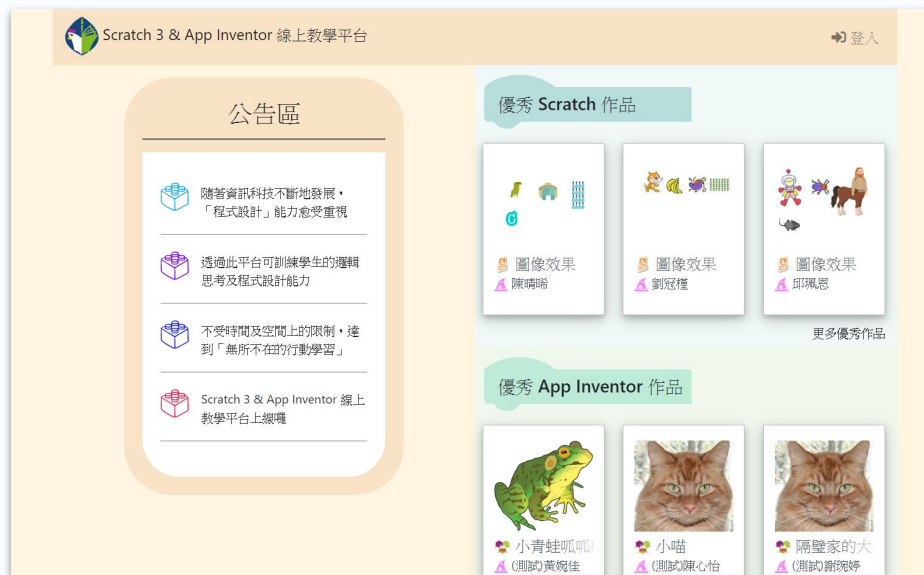 Scratch 3 & App Inventor 線上教學平台
登入
公告區
隨著資訊科技不斷地發展，
「程式設計」能力愈受重視
透過此平台可訓練學生的邏輯
思考及程式設計能力
不受時間及空間上的限制，達
到「無所不在的行動學習」
Scratch 3 & App Inventor 線上
教學平台上線囉
優秀 Scratch 作品
圖像效果
陳晴晞
圖像效果
劉冠槿
圖像效果
邱珮恩
更多優秀作品
優秀 App Inventor 作品
小青蛙呱呱
(測試)黃婉佳
小喵
(測試)陳心怡
隔壁家的大
(測試)謝琬婷